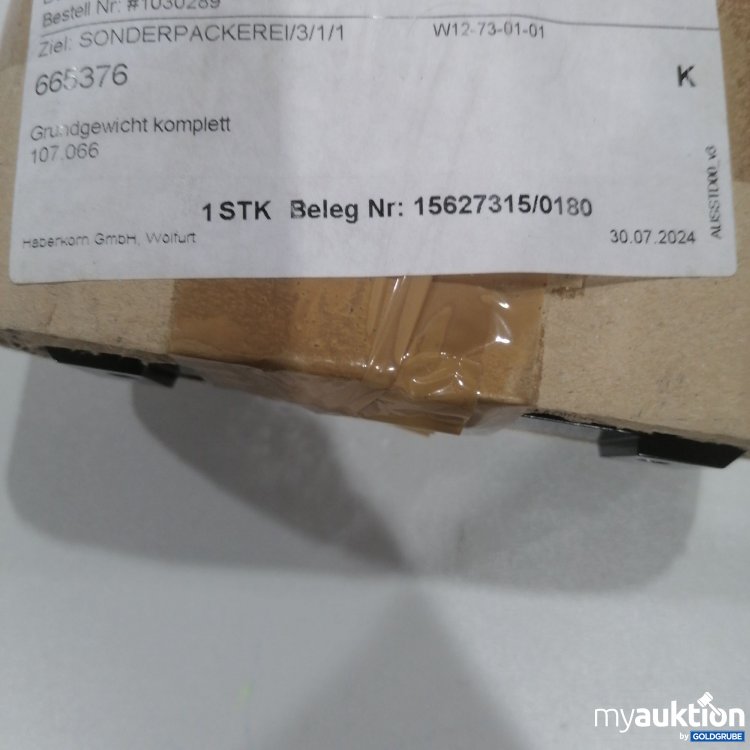 Bestell Nr: #1030289
Ziel: SONDERPACKEREI/3/1/1 W12-73-01-01
665376 K
Grundgewicht komplett
107.066
1 STK Beleg Nr: 15627315/0180
Haberkorn GmbH, Wolfurt 30.07.2024
AUSSTD00_v3
myauktion
by GOLDGRUBE